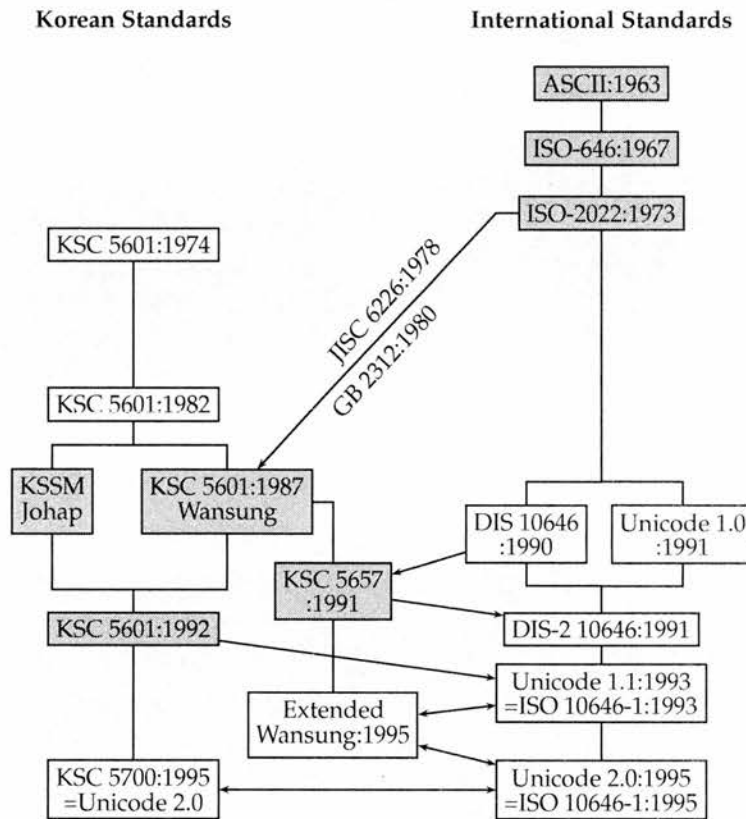 Korean Standards
International Standards
ASCII:1963
ISO-646:1967
ISO-2022:1973
KSC 5601:1974
JISC 6226:1978
GB 2312:1980
KSC 5601:1982
KSSM
Johap
KSC 5601:1987
Wansung
DIS 10646
:1990
Unicode 1.0
:1991
KSC 5657
:1991
KSC 5601:1992
DIS-2 10646:1991
Unicode 1.1:1993
=ISO 10646-1:1993
Extended
Wansung:1995
KSC 5700:1995
=Unicode 2.0
Unicode 2.0:1995
=ISO 10646-1:1995